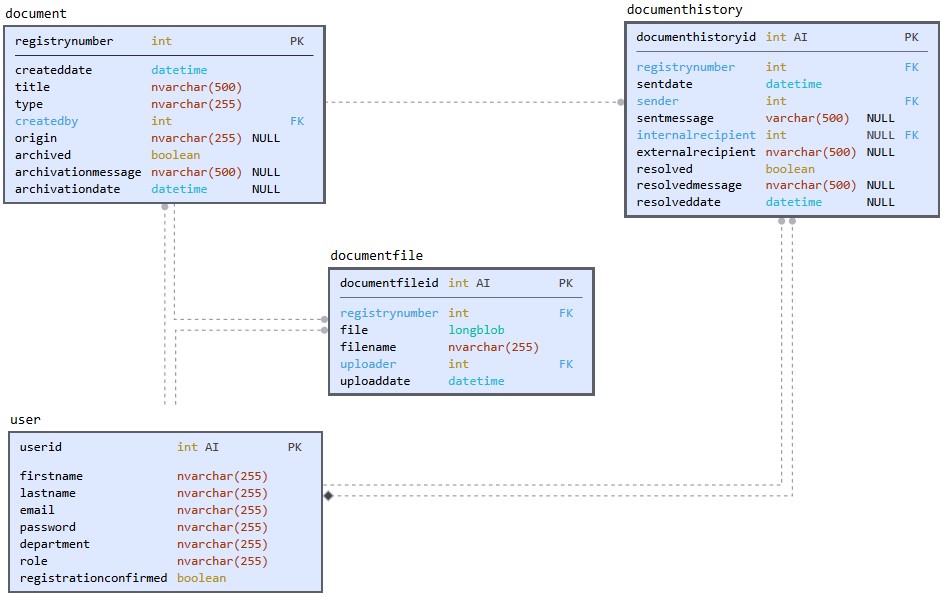 document
registrynumber int PK
createddate datetime
title nvarchar(500)
type nvarchar(255)
createdby int FK
origin nvarchar(255) NULL
archived boolean
archivationmessage nvarchar(500) NULL
archivationdate datetime NULL
documenthistory
documenthistoryid int AI PK
registrynumber int FK
sentdate datetime
sender int FK
sentmessage varchar(500) NULL
internalrecipient int NULL FK
externalrecipient nvarchar(500) NULL
resolved boolean
resolvedmessage nvarchar(500) NULL
resolveddate datetime NULL
documentfile
documentfileid int AI PK
registrynumber int FK
file longblob
filename nvarchar(255)
uploader int FK
uploaddate datetime
user
userid int AI PK
firstname nvarchar(255)
lastname nvarchar(255)
email nvarchar(255)
password nvarchar(255)
department nvarchar(255)
role nvarchar(255)
registrationconfirmed boolean